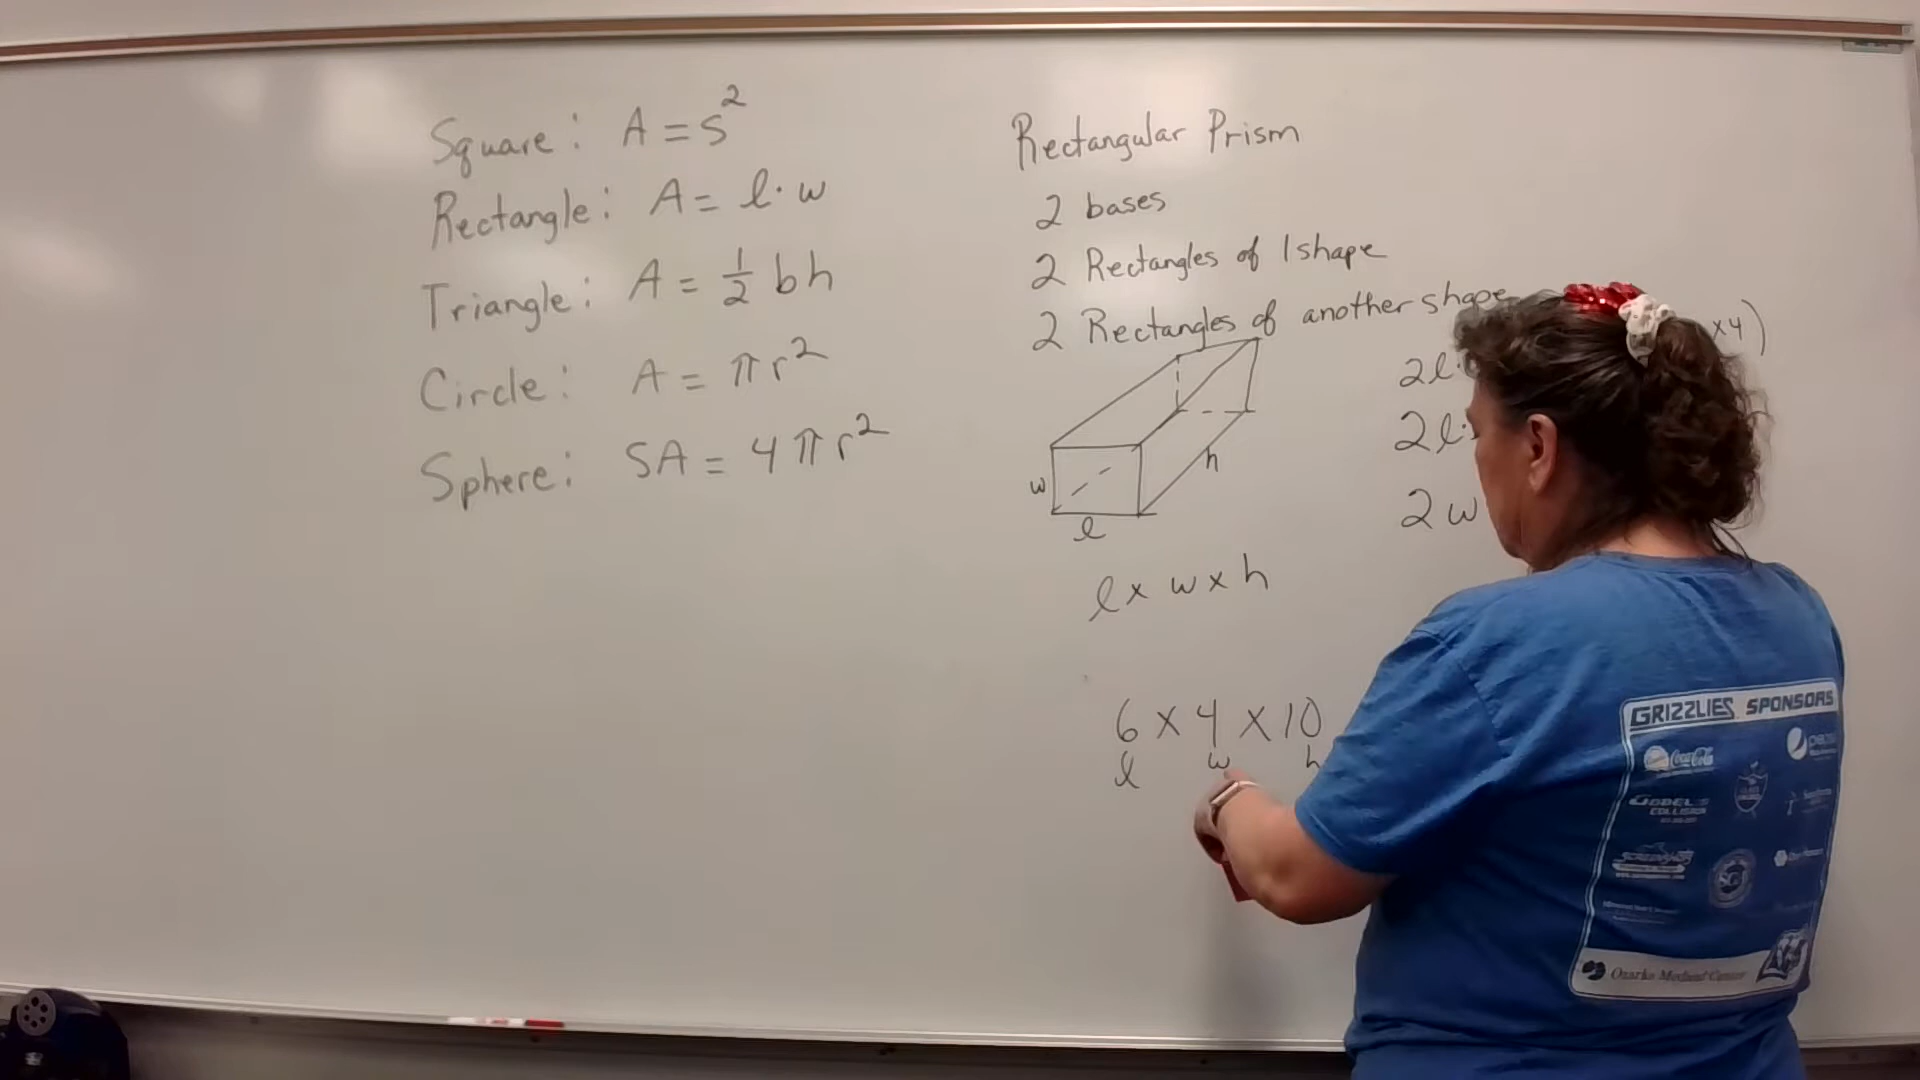 Square: A = s²
Rectangle: A = l · w
Triangle: A = 1/2 bh
Circle: A = πr²
Sphere: SA = 4πr²
Rectangular Prism
2 bases
2 Rectangles of 1 shape
2 Rectangles of another shape
x4)
2l·
2l·
2w
w
l
h
l x w x h
6 x 4 x 10
l w h
GRIZZLIES SPONSORS
Coca-Cola
GODEL'S
COLLISION
SGC
Ozarks Medical Center